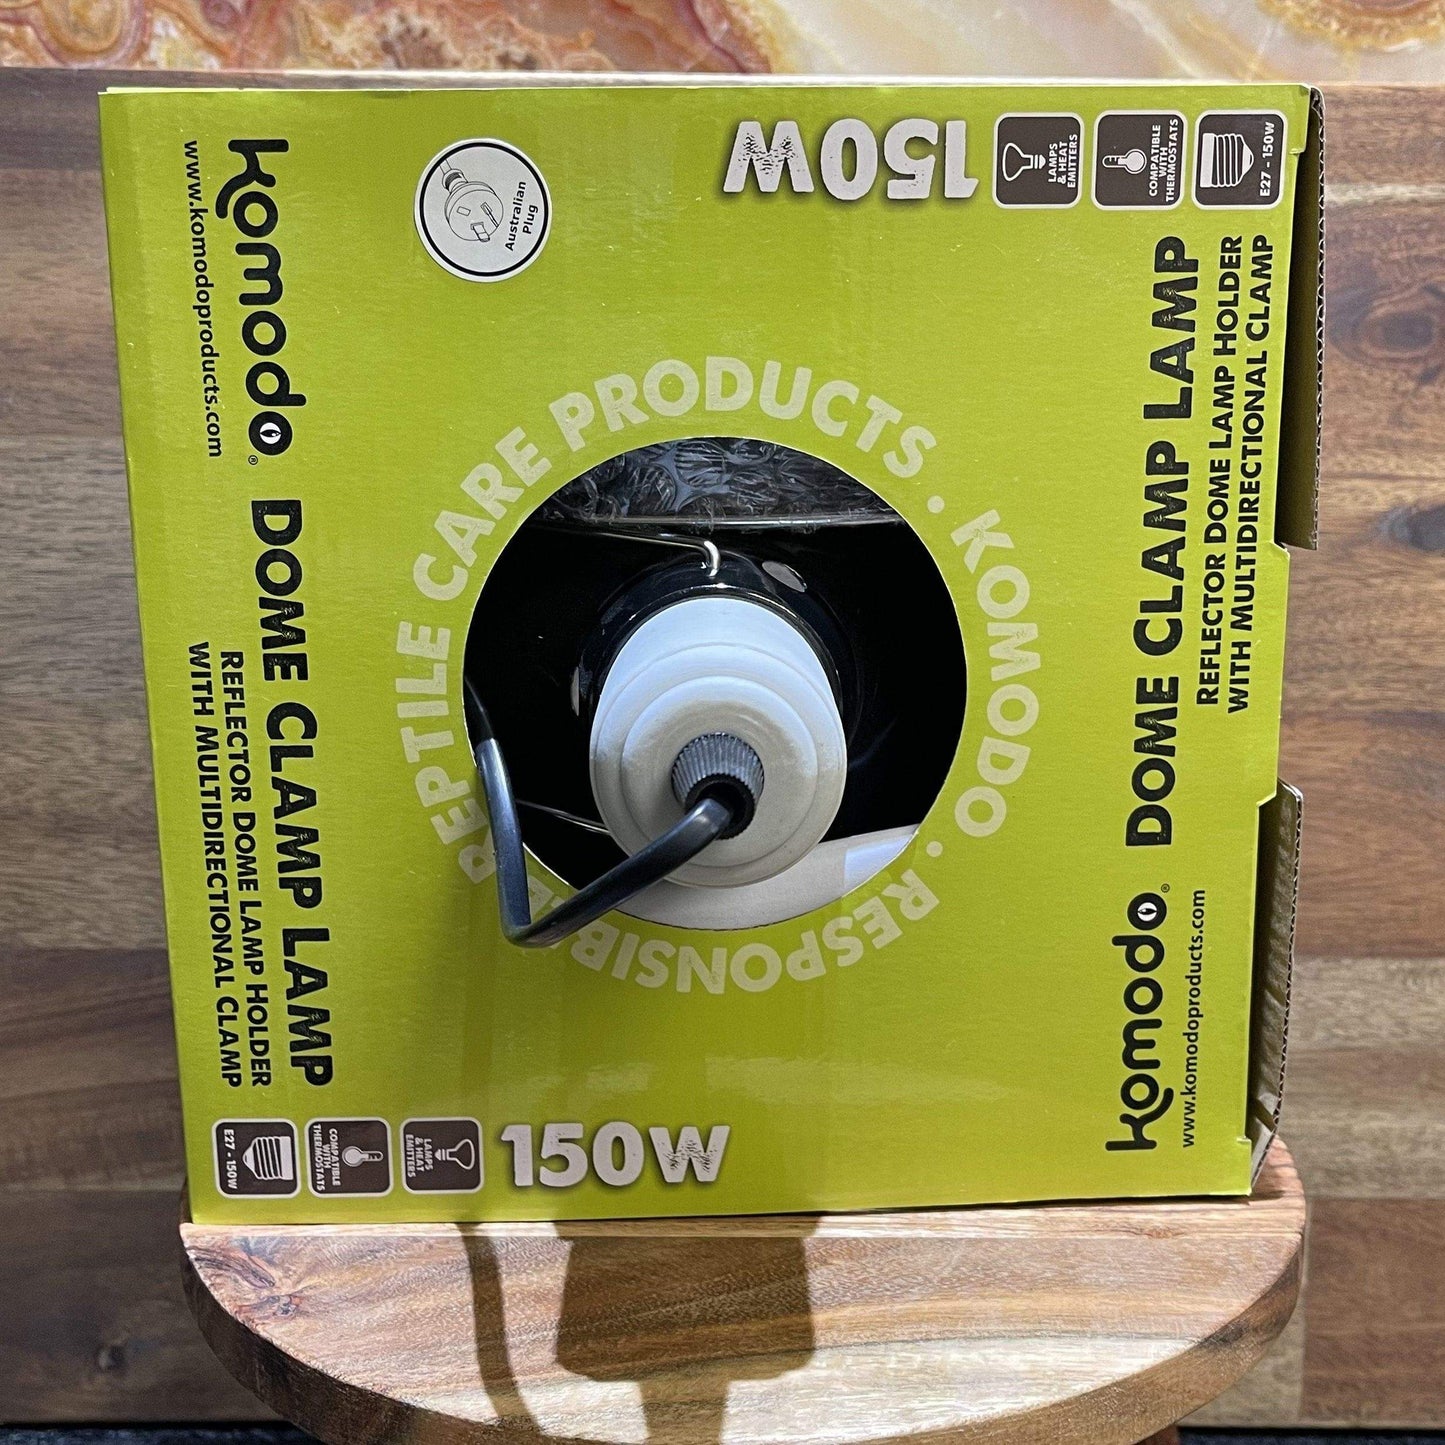 komodo®
www.komodoproducts.com
DOME CLAMP LAMP
REFLECTOR DOME LAMP HOLDER
WITH MULTIDIRECTIONAL CLAMP
Australian
Plug
150W
LAMPS
& HEAT
EMITTERS
COMPATIBLE
WITH
THERMOSTATS
E27 - 150W
KOMODO . RESPONSIBLE REPTILE CARE PRODUCTS .
DOME CLAMP LAMP
REFLECTOR DOME LAMP HOLDER
WITH MULTIDIRECTIONAL CLAMP
komodo®
www.komodoproducts.com
E27 - 150W
COMPATIBLE
WITH
THERMOSTATS
LAMPS
& HEAT
EMITTERS
150W